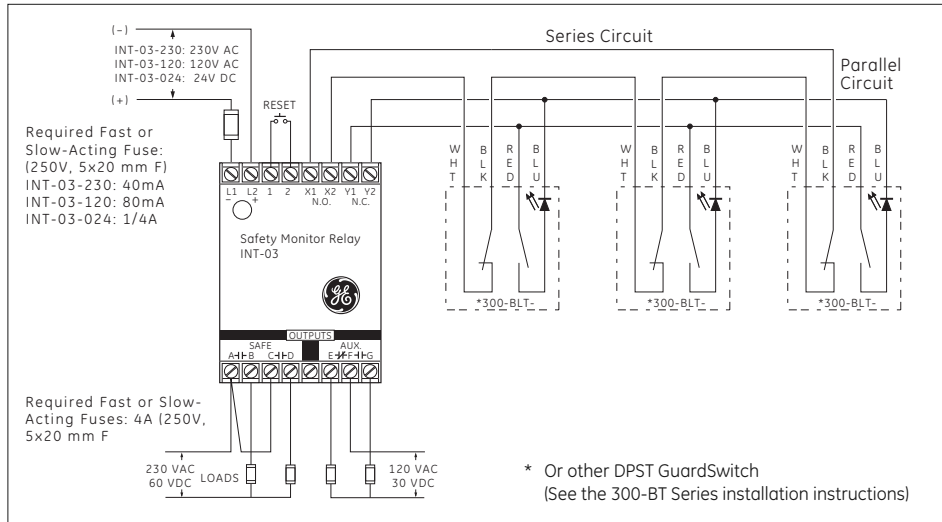 (-)
INT-03-230: 230V AC
INT-03-120: 120V AC
INT-03-024: 24V DC
(+)
RESET
Series Circuit
Parallel
Circuit
Required Fast or
Slow-Acting Fuse:
(250V, 5x20 mm F)
INT-03-230: 40mA
INT-03-120: 80mA
INT-03-024: 1/4A
WHT BLK RED BLU
WHT BLK RED BLU
WHT BLK RED BLU
L1 L2 1 2 X1 X2 Y1 Y2
- + N.O. N.C.
Safety Monitor Relay
INT-03
GE
*300-BLT-
*300-BLT-
*300-BLT-
OUTPUTS
SAFE AUX.
A B C D E F G
Required Fast or Slow-
Acting Fuses: 4A (250V,
5x20 mm F
230 VAC
60 VDC
LOADS
120 VAC
30 VDC
* Or other DPST GuardSwitch
(See the 300-BT Series installation instructions)